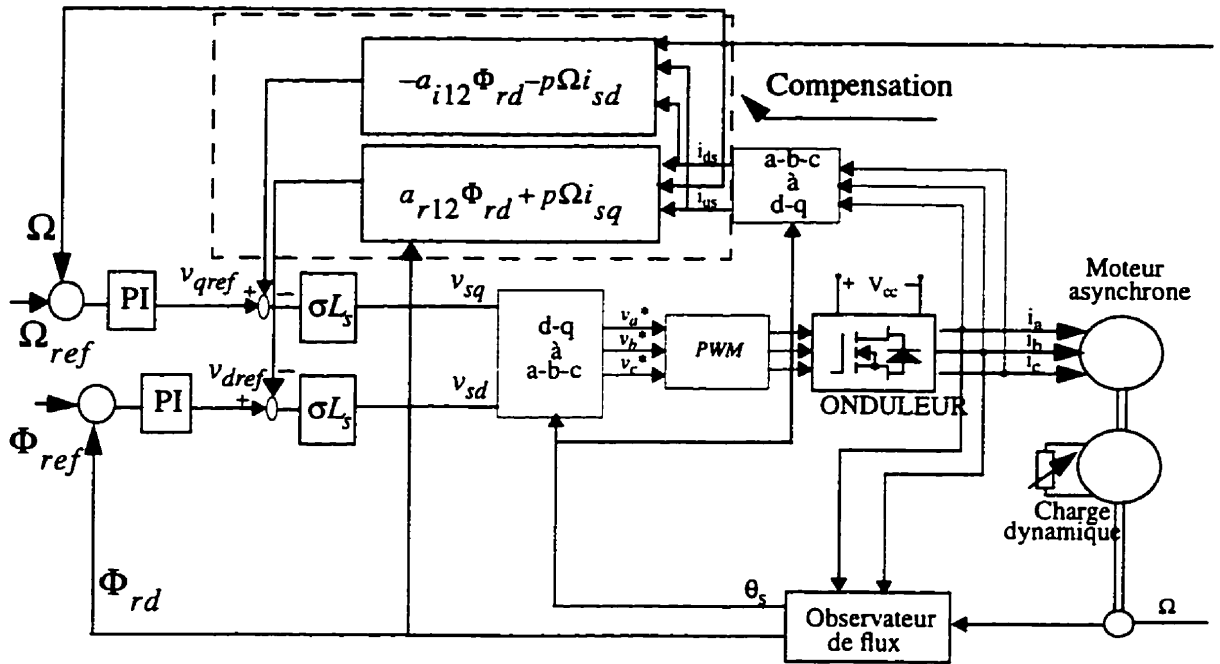 −a_{i12}Φ_{rd}−pΩi_{sd}
Compensation
a_{r12}Φ_{rd}+pΩi_{sq}
i_{ds}
a-b-c
à
d-q
Ω
Ω_{ref}
PI
v_{qref}
+
−
σL_s
v_{sq}
d-q
à
a-b-c
v_a*
v_b*
v_c*
PWM
+ V_{cc} −
ONDULEUR
i_a
i_b
i_c
Moteur
asynchrone
Φ_{ref}
PI
v_{dref}
+
−
σL_s
v_{sd}
Charge
dynamique
Φ_{rd}
θ_s
Observateur
de flux
Ω